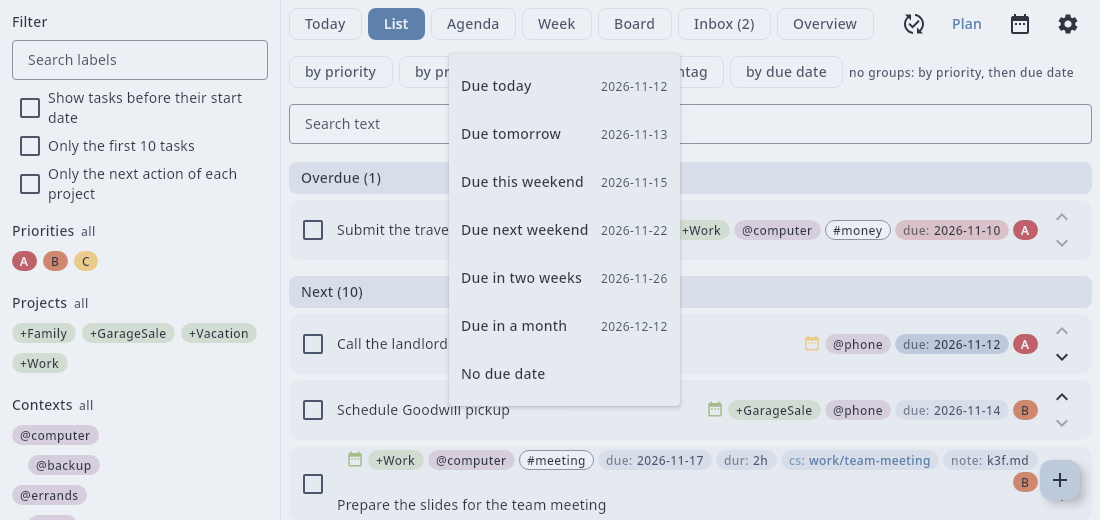 Filter
Search labels
Show tasks before their start
date
Only the first 10 tasks
Only the next action of each
project
Priorities all
A B C
Projects all
+Family +GarageSale +Vacation
+Work
Contexts all
@computer
@backup
@errands
Today List Agenda Week Board Inbox (2) Overview Plan
by priority by pr ntag by due date no groups: by priority, then due date
Search text
Due today 2026-11-12
Due tomorrow 2026-11-13
Due this weekend 2026-11-15
Due next weekend 2026-11-22
Due in two weeks 2026-11-26
Due in a month 2026-12-12
No due date
Overdue (1)
Submit the trave +Work @computer #money due: 2026-11-10 A
Next (10)
Call the landlord @phone due: 2026-11-12 A
Schedule Goodwill pickup +GarageSale @phone due: 2026-11-14 B
+Work @computer #meeting due: 2026-11-17 dur: 2h cs: work/team-meeting note: k3f.md
B
Prepare the slides for the team meeting